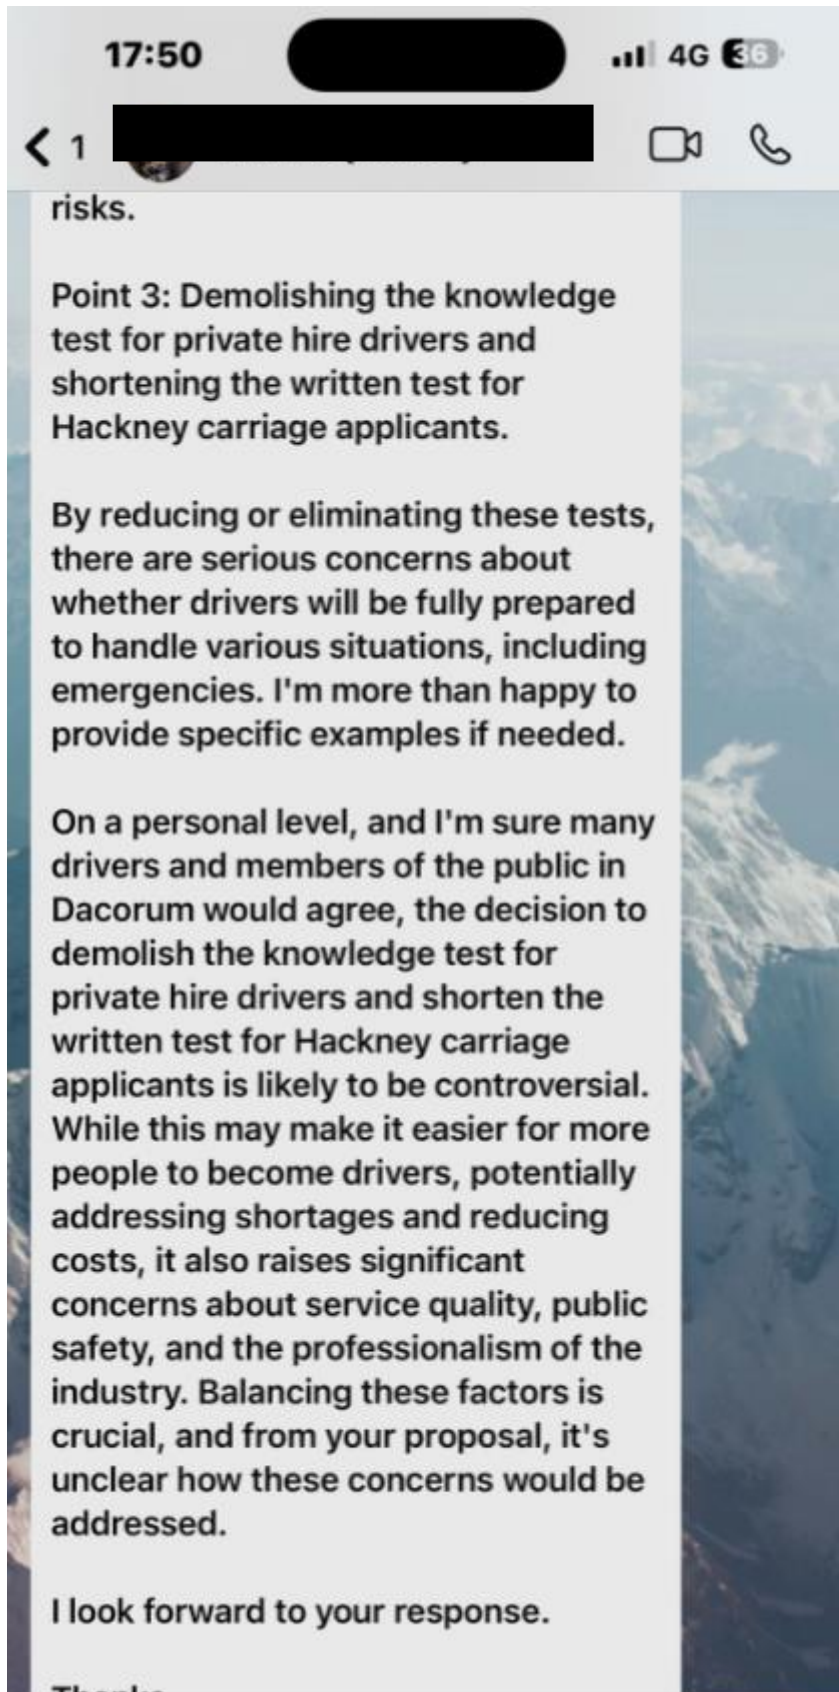 17:50
4G 36
1
risks.
Point 3: Demolishing the knowledge
test for private hire drivers and
shortening the written test for
Hackney carriage applicants.
By reducing or eliminating these tests,
there are serious concerns about
whether drivers will be fully prepared
to handle various situations, including
emergencies. I'm more than happy to
provide specific examples if needed.
On a personal level, and I'm sure many
drivers and members of the public in
Dacorum would agree, the decision to
demolish the knowledge test for
private hire drivers and shorten the
written test for Hackney carriage
applicants is likely to be controversial.
While this may make it easier for more
people to become drivers, potentially
addressing shortages and reducing
costs, it also raises significant
concerns about service quality, public
safety, and the professionalism of the
industry. Balancing these factors is
crucial, and from your proposal, it's
unclear how these concerns would be
addressed.
I look forward to your response.